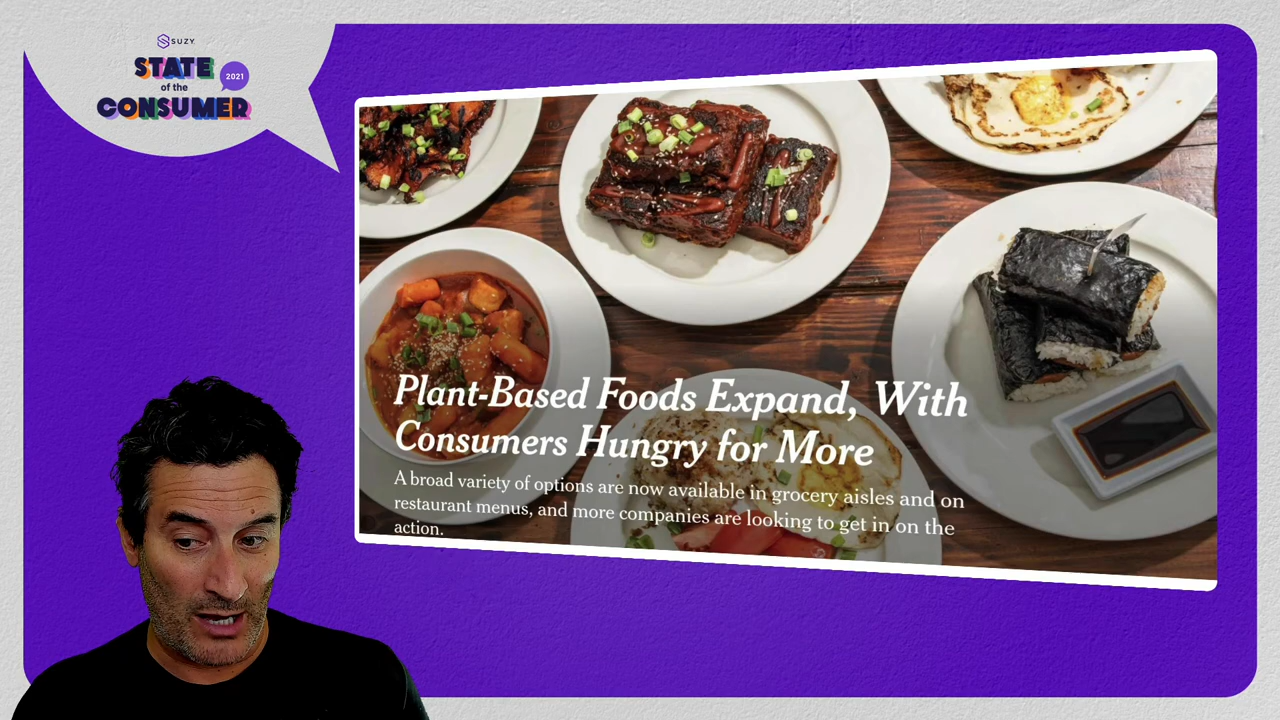 SUZY
STATE
2021
of the
CONSUMER
Plant-Based Foods Expand, With
Consumers Hungry for More
A broad variety of options are now available in grocery aisles and on
restaurant menus, and more companies are looking to get in on the
action.